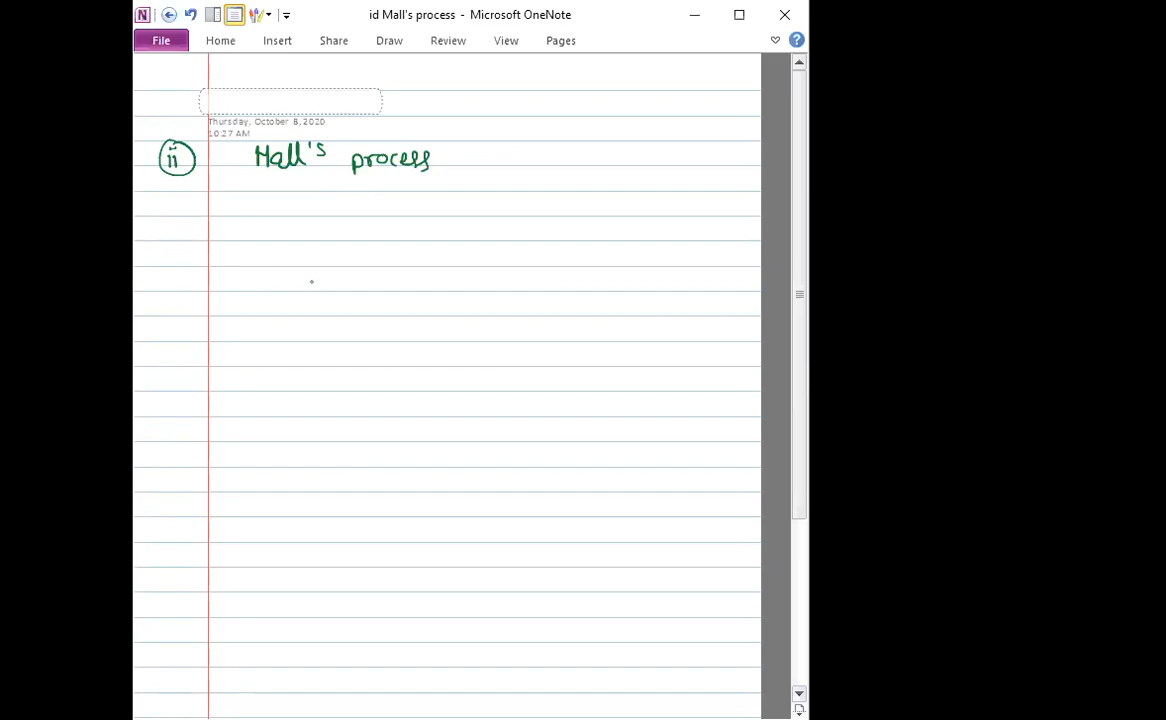 id Mall's process - Microsoft OneNote
File Home Insert Share Draw Review View Pages
Thursday, October 8, 2020
10:27 AM
ii Hall's process